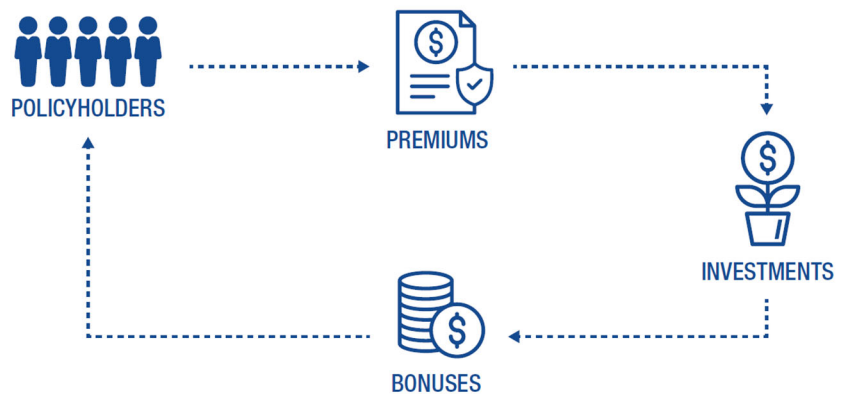 POLICYHOLDERS
$
PREMIUMS
$
INVESTMENTS
$
BONUSES